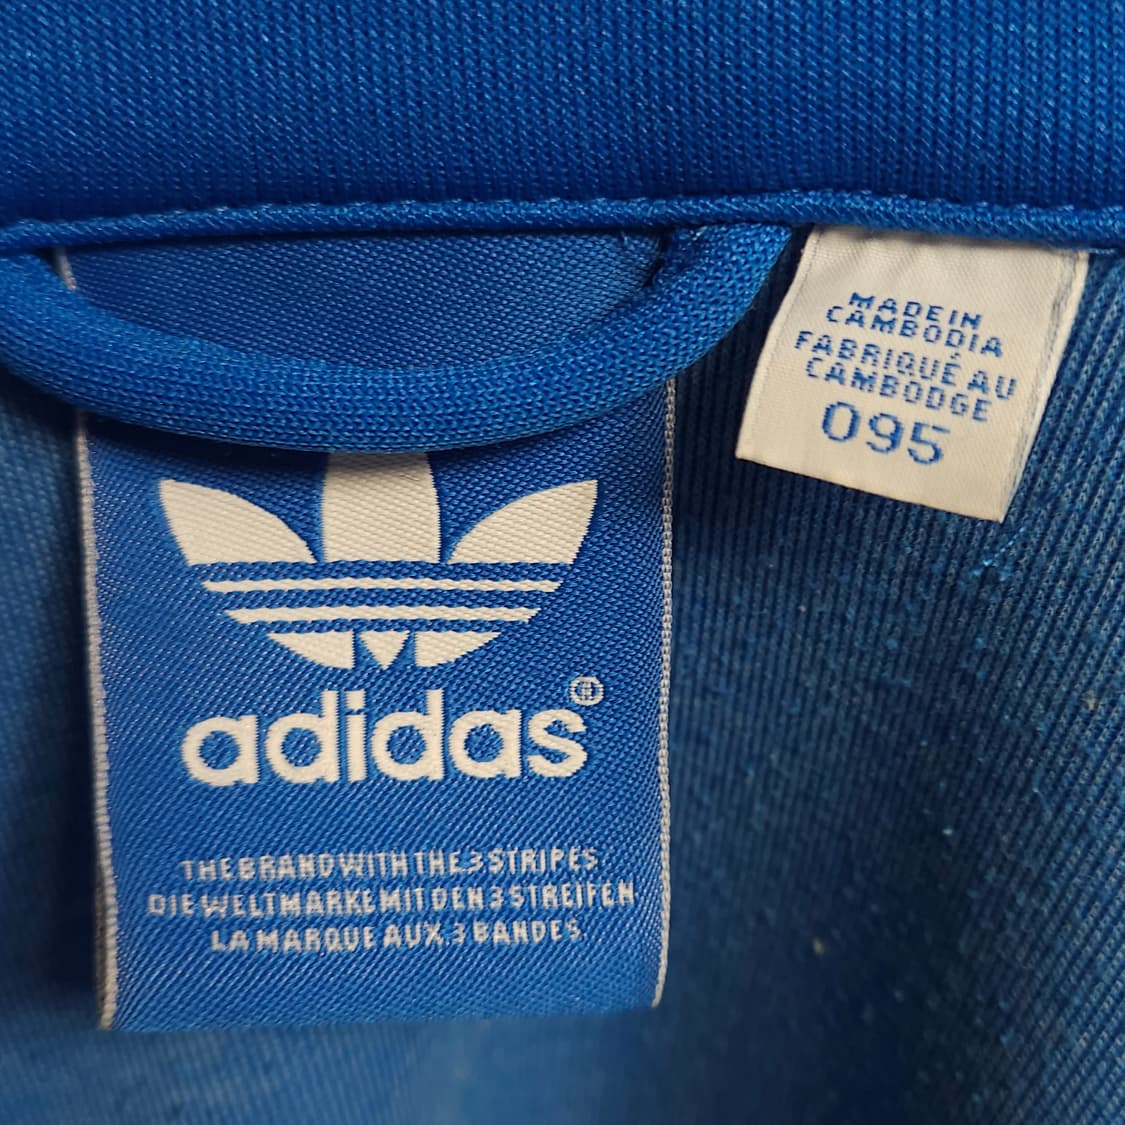 adidas®
THE BRAND WITH THE 3 STRIPES
DIE WELTMARKE MIT DEN 3 STREIFEN
LA MARQUE AUX 3 BANDES
MADE IN
CAMBODIA
FABRIQUÉ AU
CAMBODGE
095